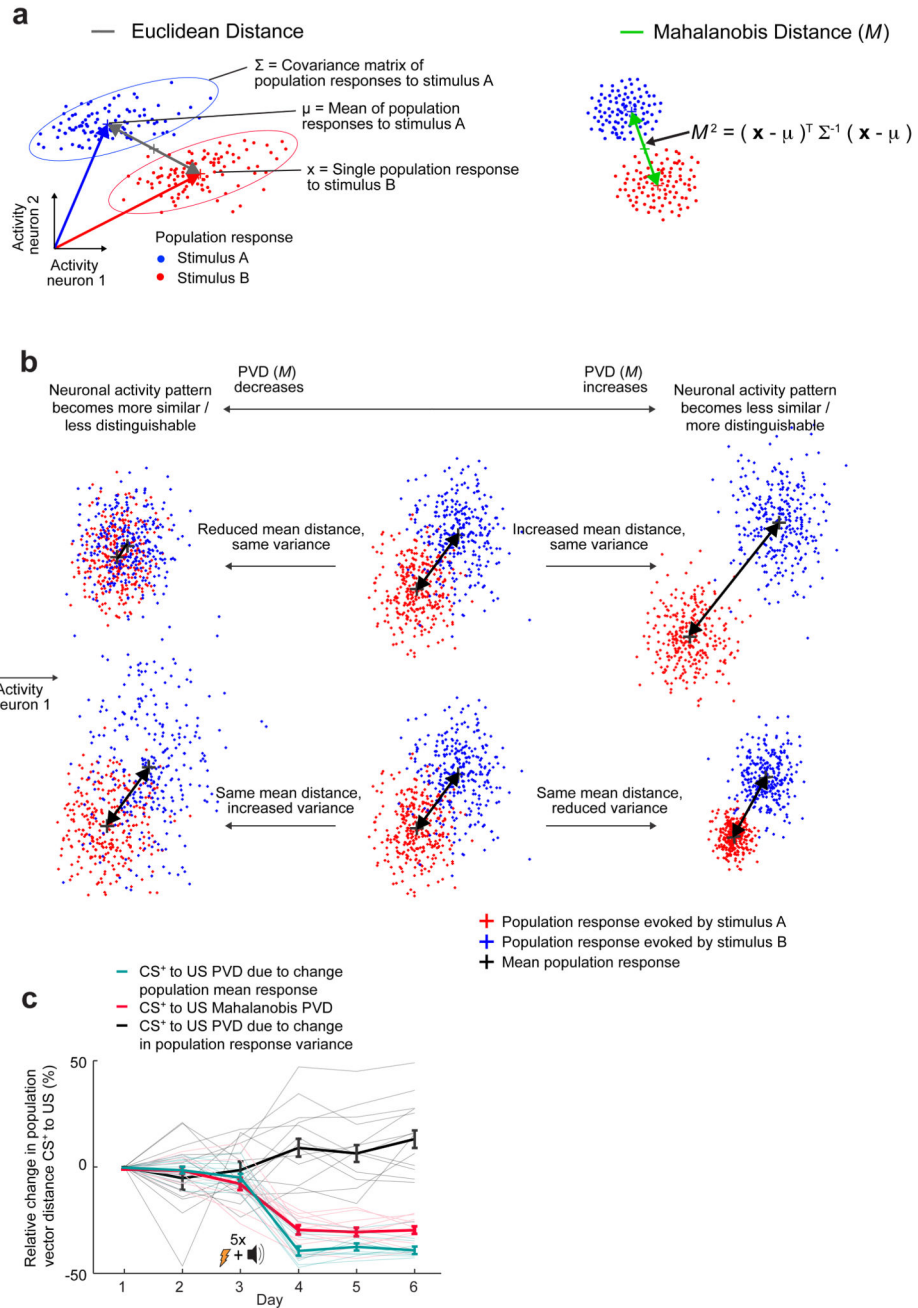 a
Euclidean Distance
Mahalanobis Distance (M)
Σ = Covariance matrix of
population responses to stimulus A
μ = Mean of population
responses to stimulus A
x = Single population response
to stimulus B
M² = ( x - μ )ᵀ Σ⁻¹ ( x - μ )
Activity
neuron 2
Activity
neuron 1
Population response
Stimulus A
Stimulus B
b
PVD (M)
decreases
PVD (M)
increases
Neuronal activity pattern
becomes more similar /
less distinguishable
Neuronal activity pattern
becomes less similar /
more distinguishable
Reduced mean distance,
same variance
Increased mean distance,
same variance
Activity
euron 1
Same mean distance,
increased variance
Same mean distance,
reduced variance
Population response evoked by stimulus A
Population response evoked by stimulus B
Mean population response
c
CS⁺ to US PVD due to change
population mean response
CS⁺ to US Mahalanobis PVD
CS⁺ to US PVD due to change
in population response variance
Relative change in population
vector distance CS⁺ to US (%)
50
0
-50
5x
+
1 2 3 4 5 6
Day